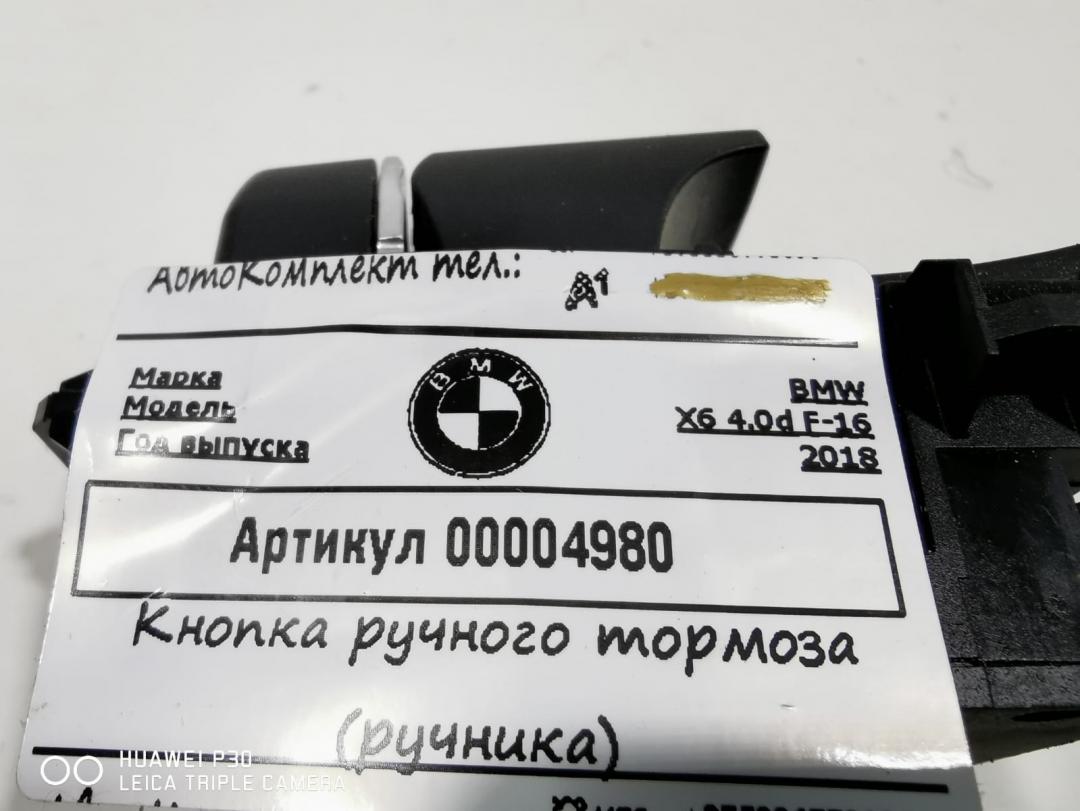 АвтоКомплект тел.:
А1
Марка BMW
BMW
Модель X6 4.0d F-16
Год выпуска 2018
Артикул 00004980
Кнопка ручного тормоза
(ручника)
HUAWEI P30
LEICA TRIPLE CAMERA